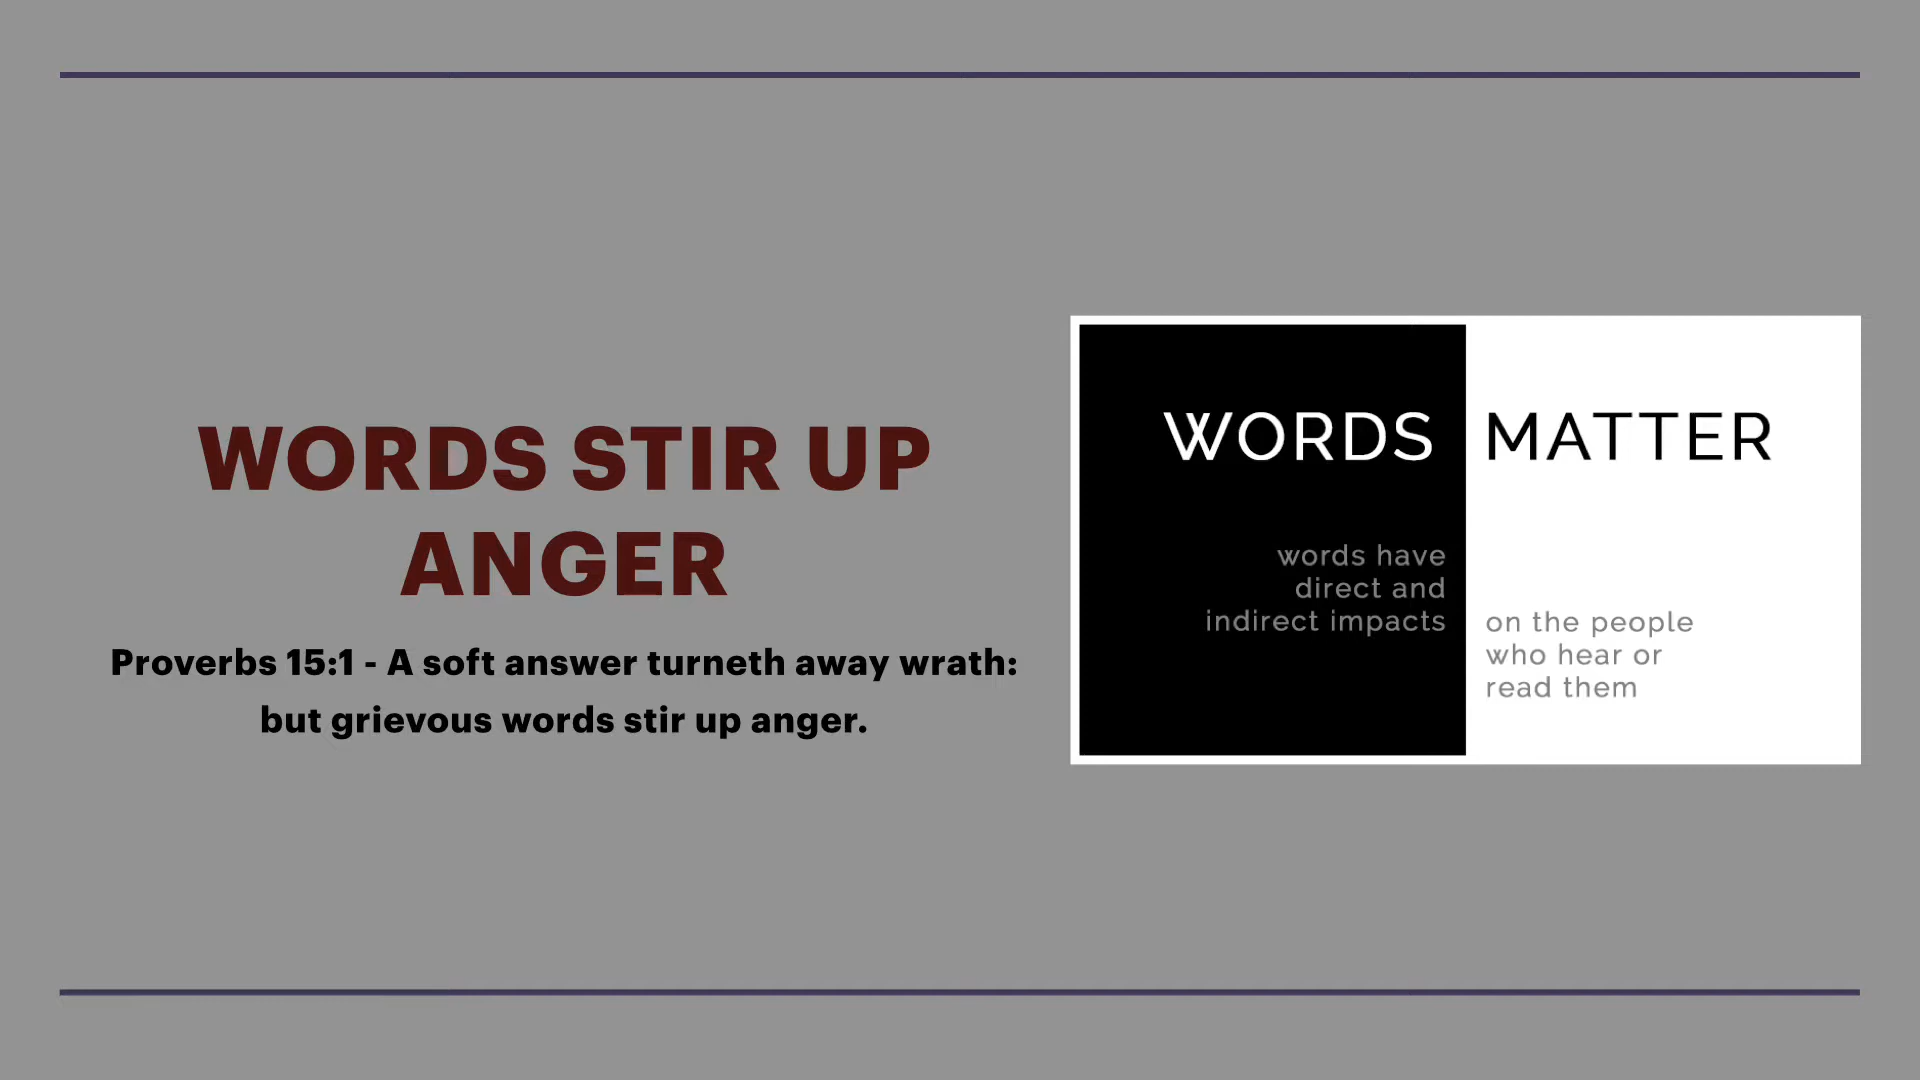 WORDS STIR UP
ANGER
Proverbs 15:1 - A soft answer turneth away wrath:
but grievous words stir up anger.
WORDS MATTER
words have
direct and
indirect impacts
on the people
who hear or
read them